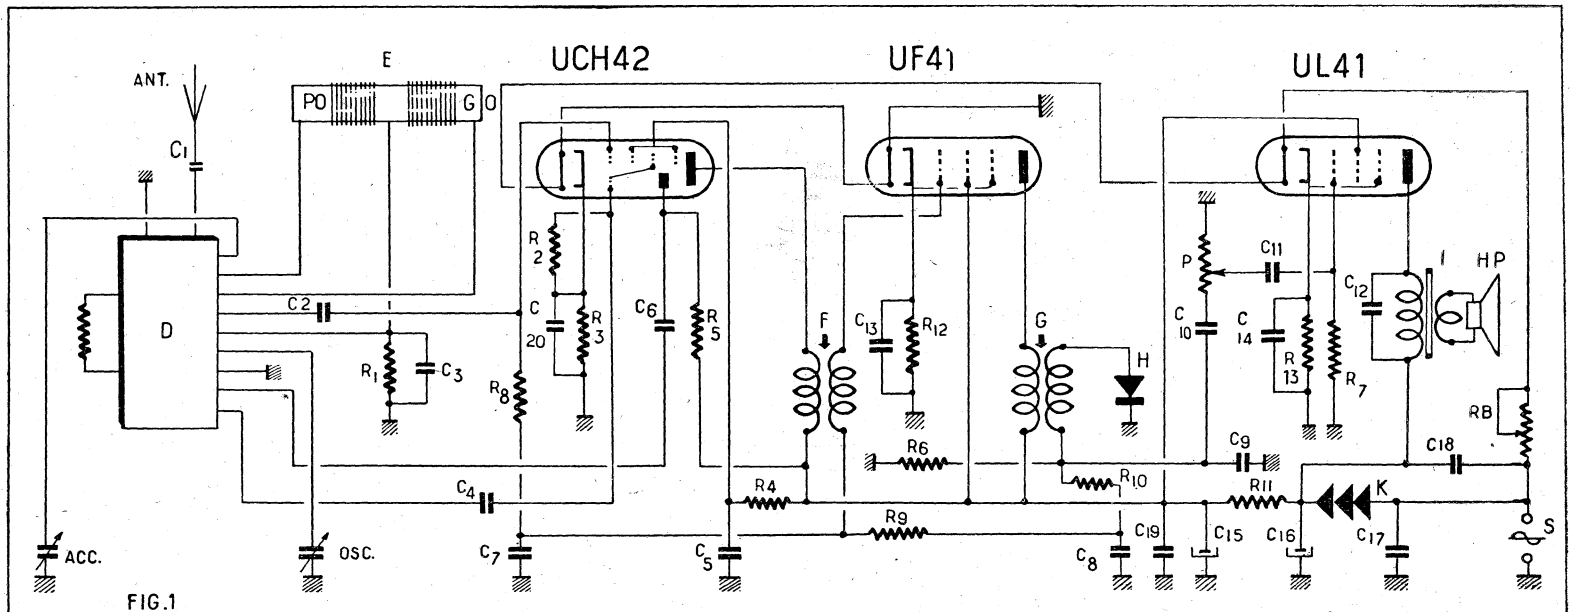 UCH42
UF41
UL41
E
ANT.
PO
GO
C1
D
C2
R1
C3
R8
R2
C20
R3
C6
R5
F
C13
R12
G
H
P
C11
C10
C14
R13
R7
C12
I
HP
RB
R6
C9
C18
C4
R4
R10
R11
K
R9
ACC.
OSC.
C7
C5
C8
C19
C15
C16
C17
S
FIG.1